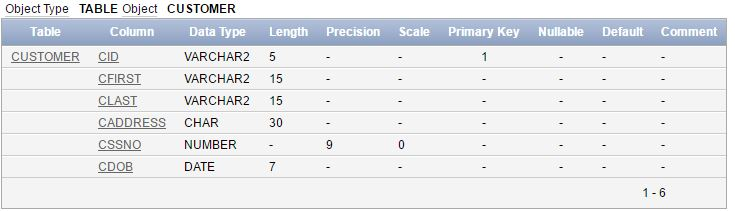 Object Type TABLE Object CUSTOMER
Table Column Data Type Length Precision Scale Primary Key Nullable Default Comment
CUSTOMER CID VARCHAR2 5 - - 1 - - -
CFIRST VARCHAR2 15 - - - - - -
CLAST VARCHAR2 15 - - - - - -
CADDRESS CHAR 30 - - - - - -
CSSNO NUMBER - 9 0 - - - -
CDOB DATE 7 - - - - - -
1 - 6